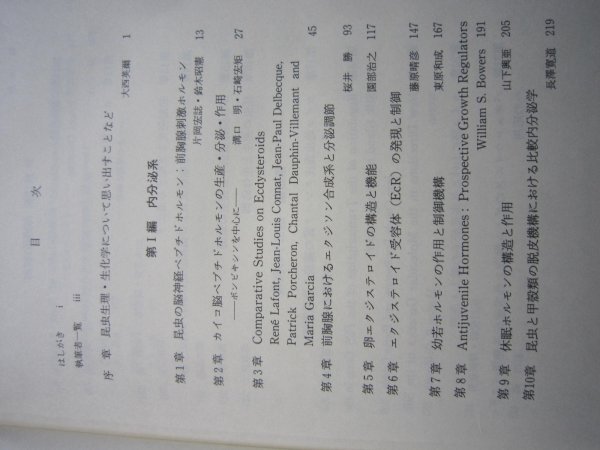 目 次
はしがき i
執筆者一覧 iii
序 章 昆虫生理・生化学について思い出すことなど
大西英爾 1
第Ⅰ編 内分泌系
第1章 昆虫の脳神経ペプチドホルモン：前胸腺刺激ホルモン
片岡宏誌・鈴木昭憲 13
第2章 カイコ脳ペプチドホルモンの生産・分泌・作用
――ボンビキシンを中心に――
溝口 明・石崎宏矩 27
第3章 Comparative Studies on Ecdysteroids
René Lafont, Jean-Louis Connat, Jean-Paul Delbecque,
Patrick Porcheron, Chantal Dauphin-Villemant and
Maria Garcia 45
第4章 前胸腺におけるエクジソン合成系と分泌調節
桜井 勝 93
第5章 卵エクジステロイドの構造と機能
園部治之 117
第6章 エクジステロイド受容体（EcR）の発現と制御
藤原晴彦 147
第7章 幼若ホルモンの作用と制御機構
東原和成 167
第8章 Antijuvenile Hormones : Prospective Growth Regulators
William S. Bowers 191
第9章 休眠ホルモンの構造と作用
山下興亜 205
第10章 昆虫と甲殻類の脱皮機構における比較内分泌学
長澤寛道 219